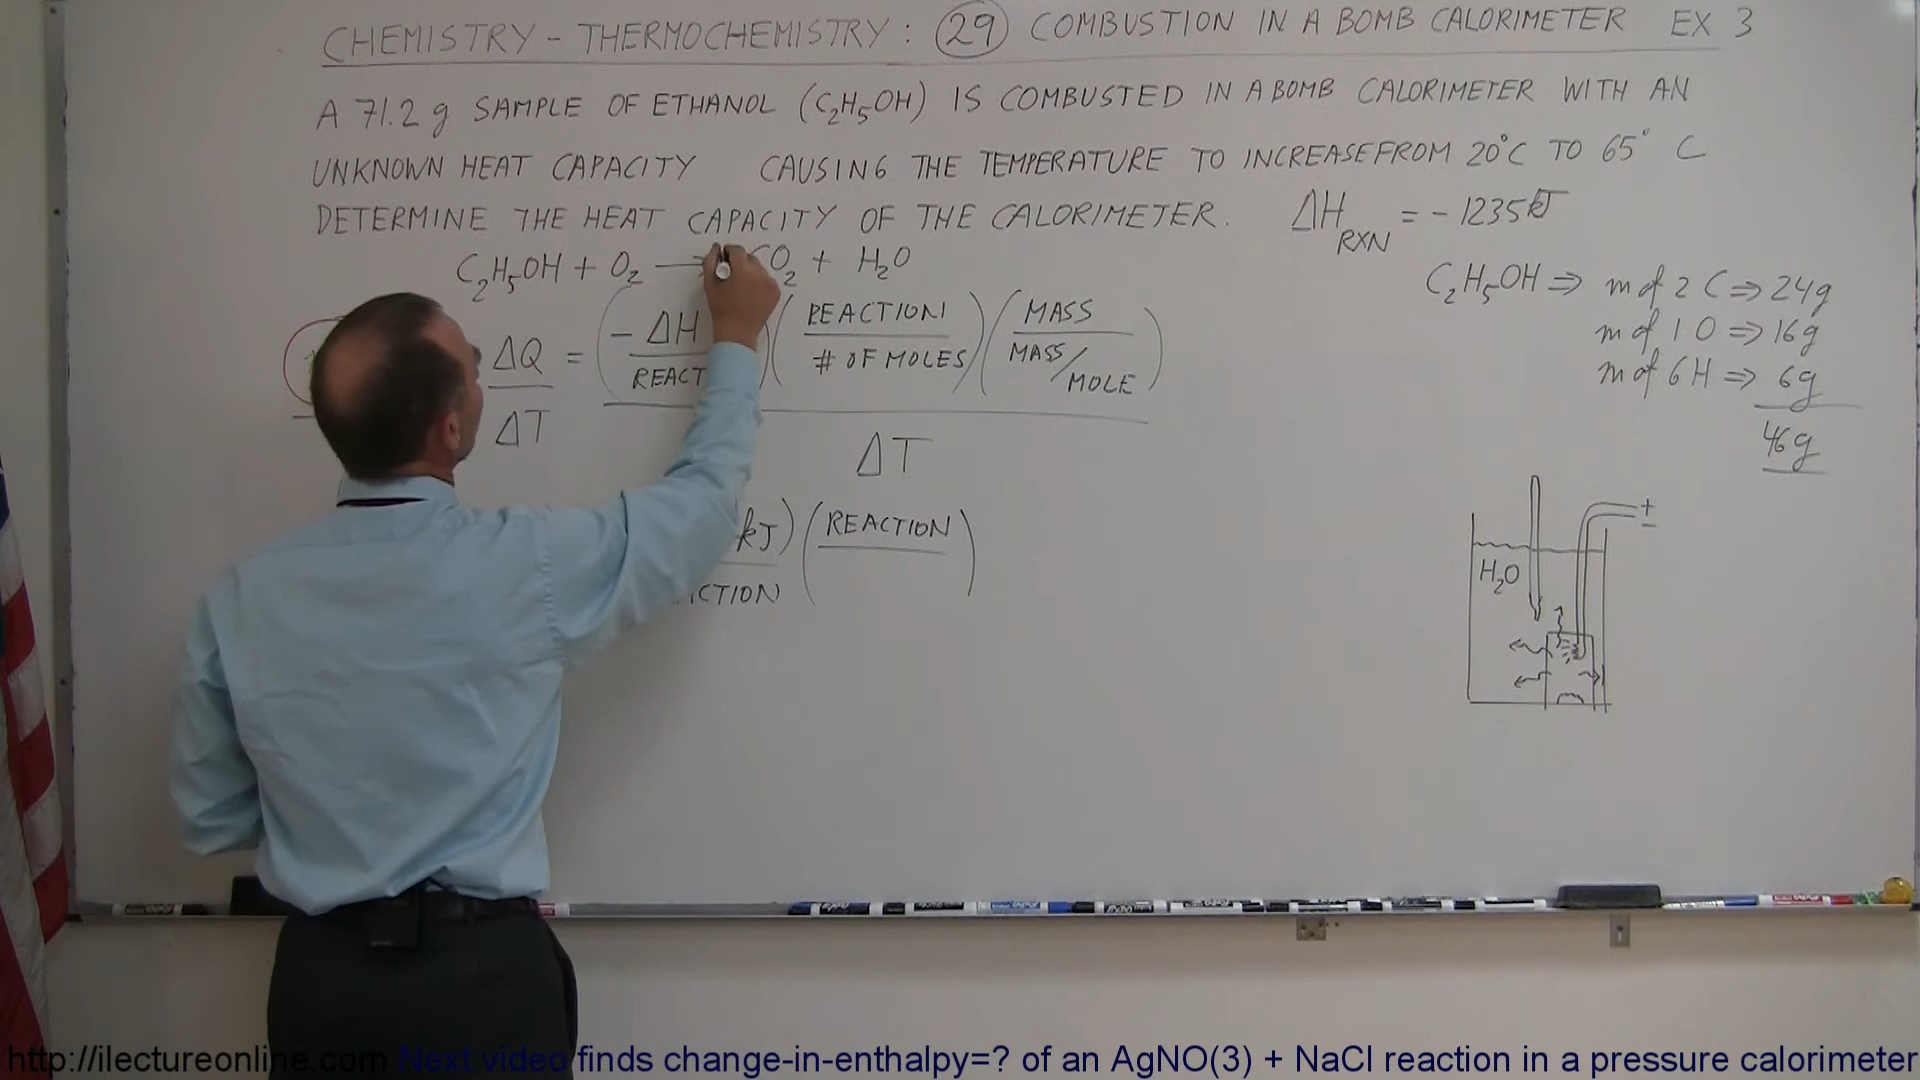 CHEMISTRY - THERMOCHEMISTRY : 29 COMBUSTION IN A BOMB CALORIMETER EX 3
A 71.2 g SAMPLE OF ETHANOL (C₂H₅OH) IS COMBUSTED IN A BOMB CALORIMETER WITH AN
UNKNOWN HEAT CAPACITY CAUSING THE TEMPERATURE TO INCREASE FROM 20°C TO 65° C
DETERMINE THE HEAT CAPACITY OF THE CALORIMETER. ΔH_RXN = - 1235 kJ
C₂H₅OH + O₂ → CO₂ + H₂O
C₂H₅OH ⇒ m of 2 C ⇒ 24g
m of 1 O ⇒ 16g
m of 6 H ⇒ 6g
46g
ΔQ = (- ΔH ) (REACTION) (MASS)
REACT # OF MOLES MASS/MOLE
ΔT ΔT
kJ) (REACTION)
CTION
+
-
H₂O
http://ilectureonline.com Next video finds change-in-enthalpy=? of an AgNO(3) + NaCl reaction in a pressure calorimeter